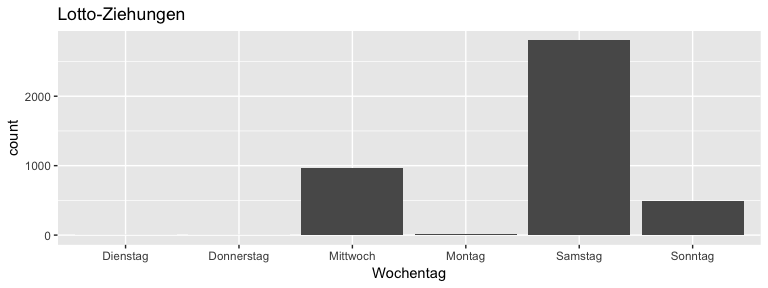 Lotto-Ziehungen
count
2000
1000
0
Dienstag Donnerstag Mittwoch Montag Samstag Sonntag
Wochentag